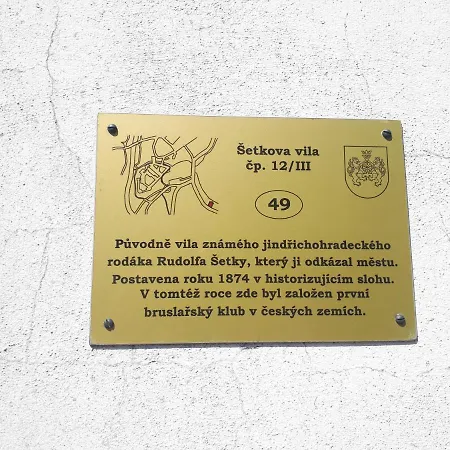 Šetkova vila
čp. 12/III
49
Původně vila známého jindřichohradeckého
rodáka Rudolfa Šetky, který ji odkázal městu.
Postavena roku 1874 v historizujícím slohu.
V tomtéž roce zde byl založen první
bruslařský klub v českých zemích.